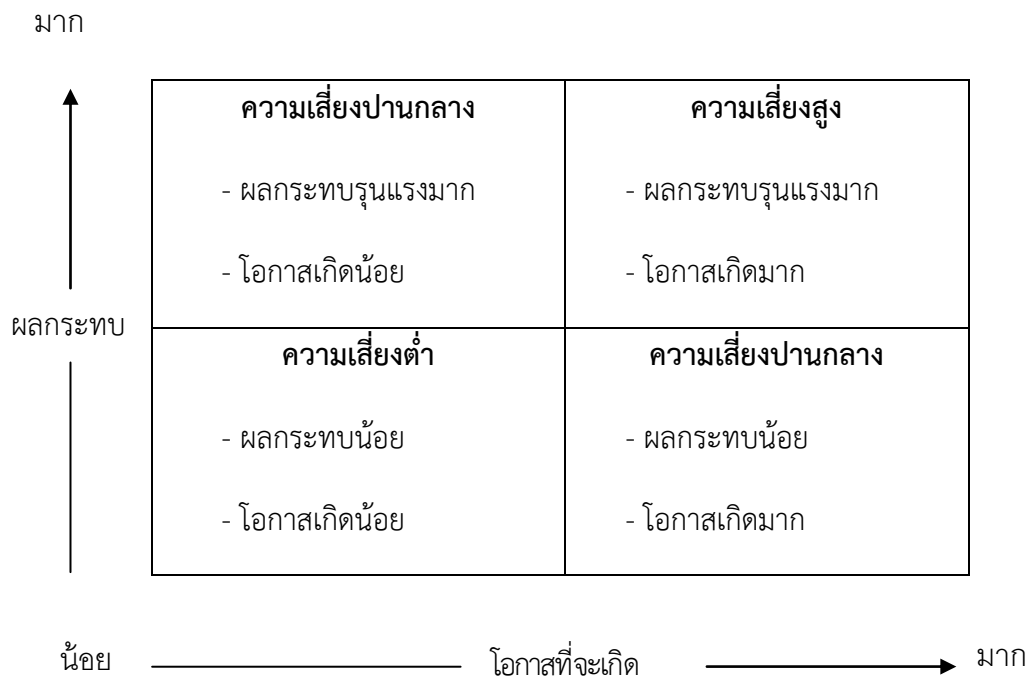 มาก
ความเสี่ยงปานกลาง ความเสี่ยงสูง
- ผลกระทบรุนแรงมาก - ผลกระทบรุนแรงมาก
- โอกาสเกิดน้อย - โอกาสเกิดมาก
ผลกระทบ
ความเสี่ยงต่ำ ความเสี่ยงปานกลาง
- ผลกระทบน้อย - ผลกระทบน้อย
- โอกาสเกิดน้อย - โอกาสเกิดมาก
น้อย โอกาสที่จะเกิด มาก